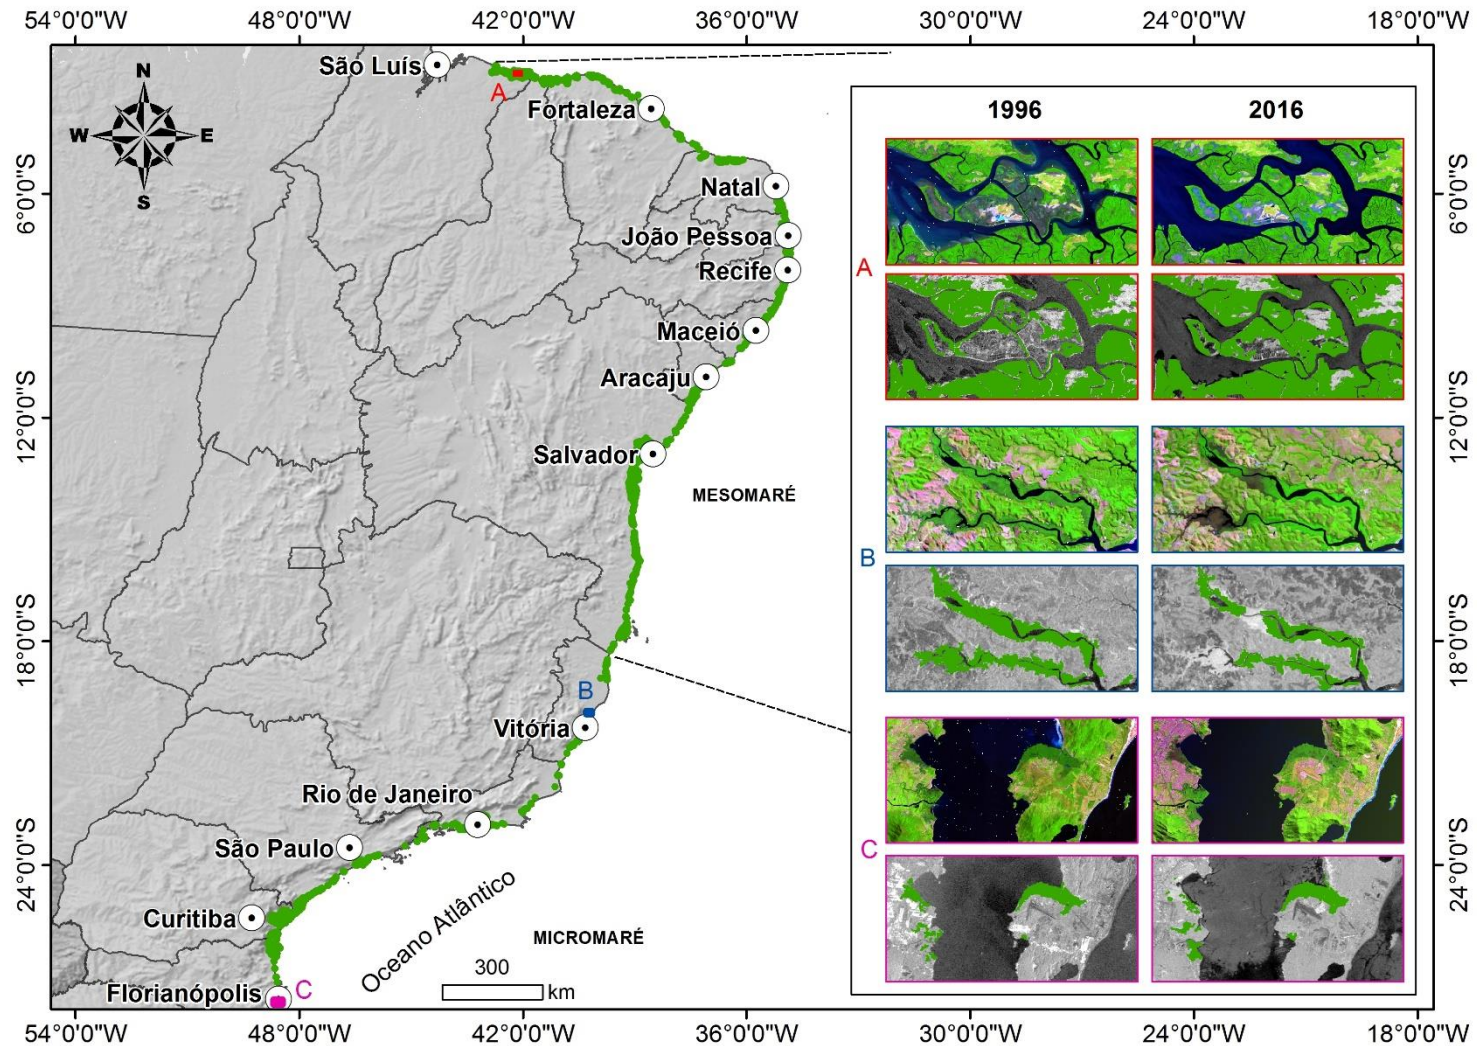 54°0'0"W 48°0'0"W 42°0'0"W 36°0'0"W 30°0'0"W 24°0'0"W 18°0'0"W
N
W E
S
São Luís
A
Fortaleza
Natal
João Pessoa
Recife
Maceió
Aracaju
Salvador
MESOMARÉ
B
Vitória
Rio de Janeiro
São Paulo
Curitiba
Oceano Atlântico
MICROMARÉ
Florianópolis
C
300
km
1996 2016
A
B
C
6°0'0"S
12°0'0"S
18°0'0"S
24°0'0"S
6°0'0"S
12°0'0"S
18°0'0"S
24°0'0"S
54°0'0"W 48°0'0"W 42°0'0"W 36°0'0"W 30°0'0"W 24°0'0"W 18°0'0"W